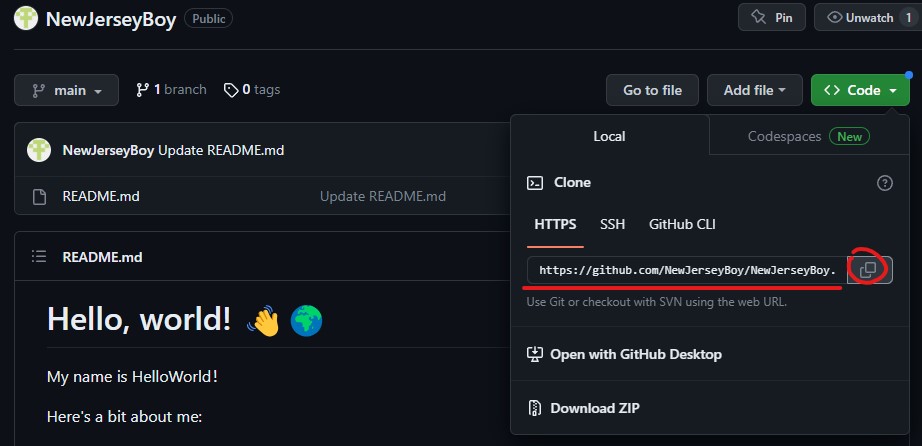 NewJerseyBoy Public
Pin
Unwatch 1
main
1 branch
0 tags
Go to file
Add file
<> Code
NewJerseyBoy Update README.md
README.md Update README.md
README.md
Hello, world! 👋 🌍
My name is HelloWorld!
Here's a bit about me:
Local
Codespaces New
Clone
HTTPS SSH GitHub CLI
https://github.com/NewJerseyBoy/NewJerseyBoy.
Use Git or checkout with SVN using the web URL.
Open with GitHub Desktop
Download ZIP